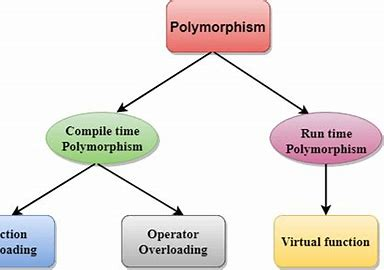 Polymorphism
Compile time
Polymorphism
Run time
Polymorphism
ction
oading
Operator
Overloading
Virtual function